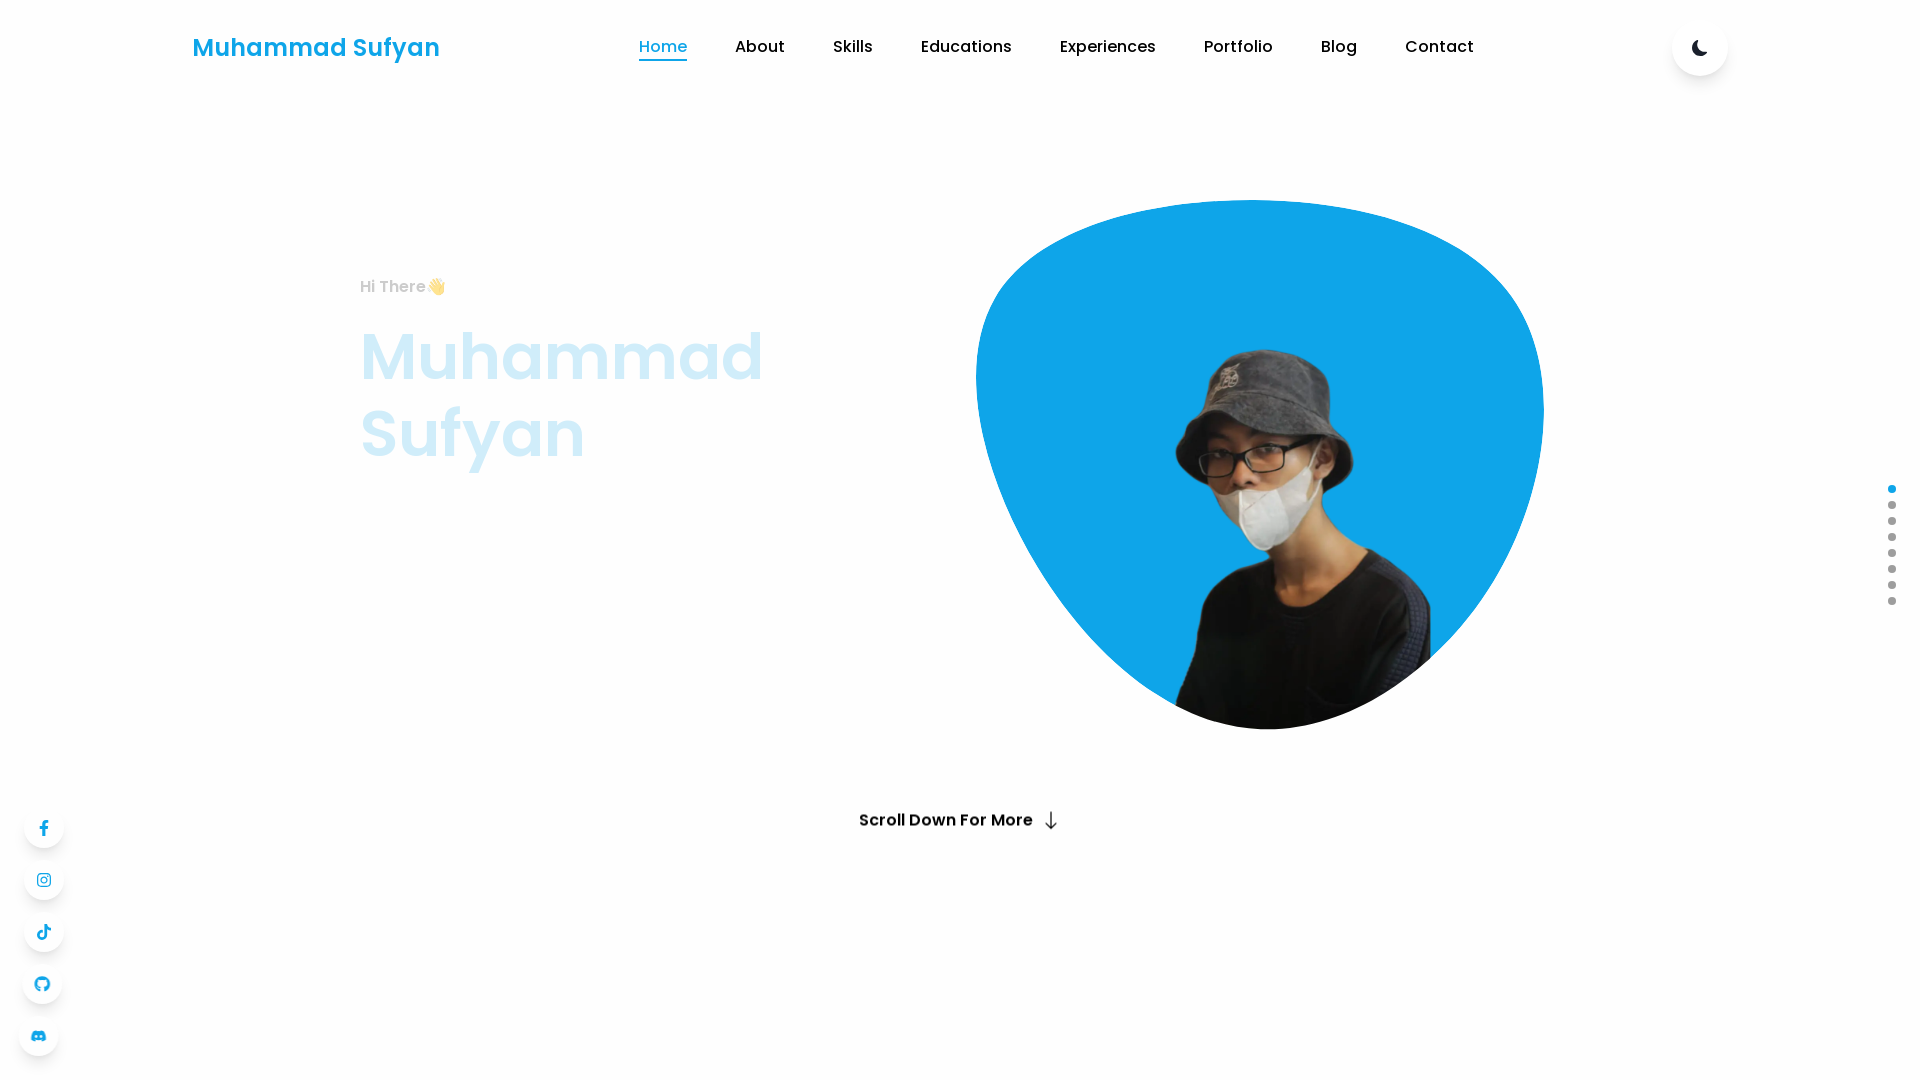 Muhammad Sufyan
Home
About
Skills
Educations
Experiences
Portfolio
Blog
Contact
Hi There👋
Muhammad
Sufyan
Scroll Down For More